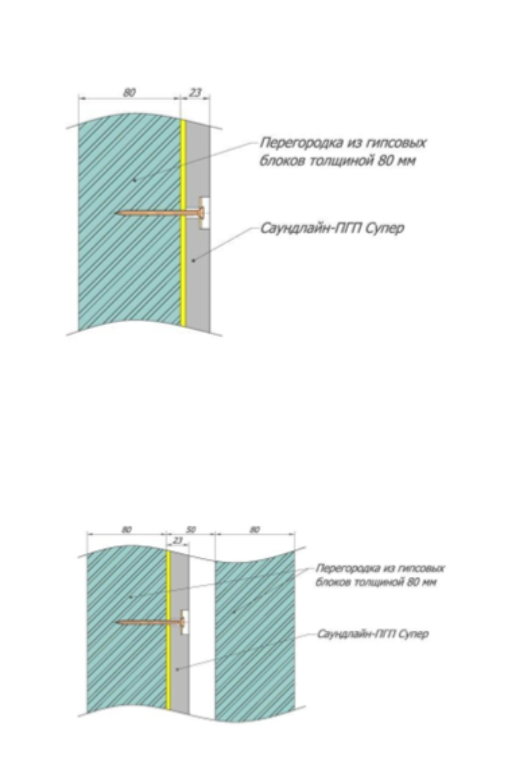 80 23
Перегородка из гипсовых
блоков толщиной 80 мм
Саундлайн-ПГП Супер
80 50 80
23
Перегородка из гипсовых
блоков толщиной 80 мм
Саундлайн-ПГП Супер